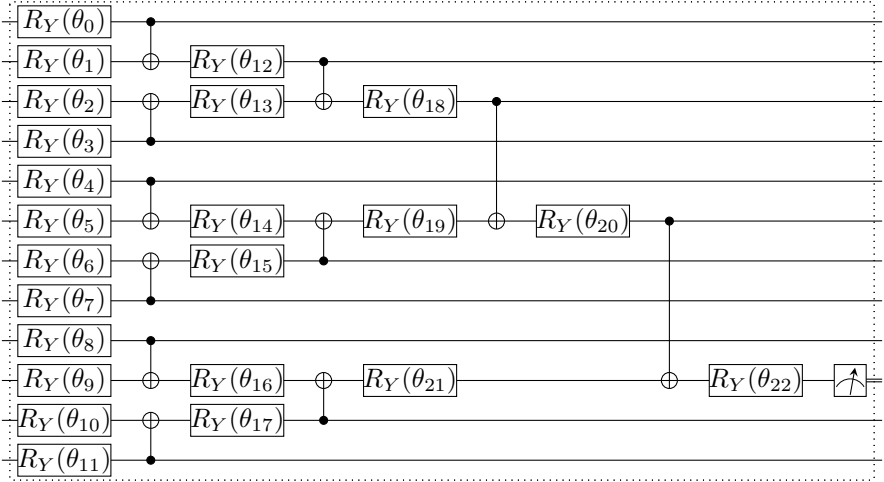 R_Y(θ_0)
R_Y(θ_1) R_Y(θ_12)
R_Y(θ_2) R_Y(θ_13) R_Y(θ_18)
R_Y(θ_3)
R_Y(θ_4)
R_Y(θ_5) R_Y(θ_14) R_Y(θ_19) R_Y(θ_20)
R_Y(θ_6) R_Y(θ_15)
R_Y(θ_7)
R_Y(θ_8)
R_Y(θ_9) R_Y(θ_16) R_Y(θ_21) R_Y(θ_22)
R_Y(θ_10) R_Y(θ_17)
R_Y(θ_11)